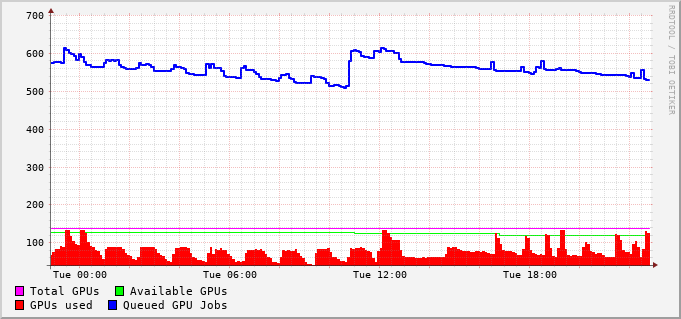 700
600
500
400
300
200
100
Tue 00:00 Tue 06:00 Tue 12:00 Tue 18:00
Total GPUs Available GPUs
GPUs used Queued GPU Jobs
RRDTOOL / TOBI OETIKER